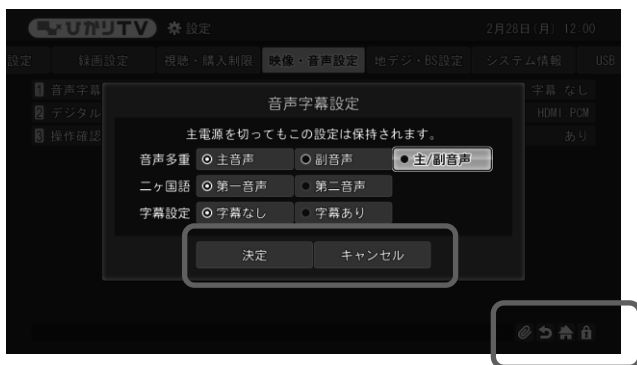 ひかりTV 設定 2月28日(月) 12:00
設定 録画設定 視聴・購入制限 映像・音声設定 地デジ・BS設定 システム情報 USB
1 音声字幕 字幕 なし
2 デジタル HDMI PCM
3 操作確認 あり
音声字幕設定
主電源を切ってもこの設定は保持されます。
音声多重 主音声 副音声 主/副音声
二ヶ国語 第一音声 第二音声
字幕設定 字幕なし 字幕あり
決定 キャンセル